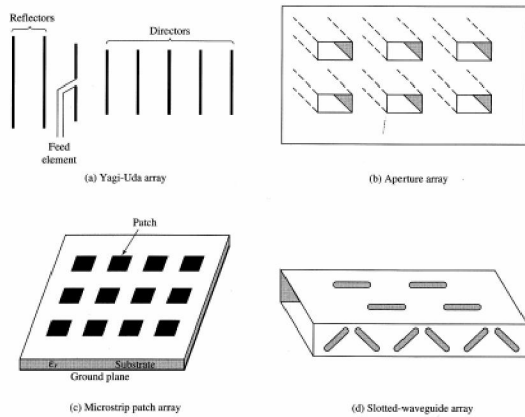 Reflectors
Directors
Feed
element
(a) Yagi-Uda array
(b) Aperture array
Patch
εr
Substrate
Ground plane
(c) Microstrip patch array
(d) Slotted-waveguide array